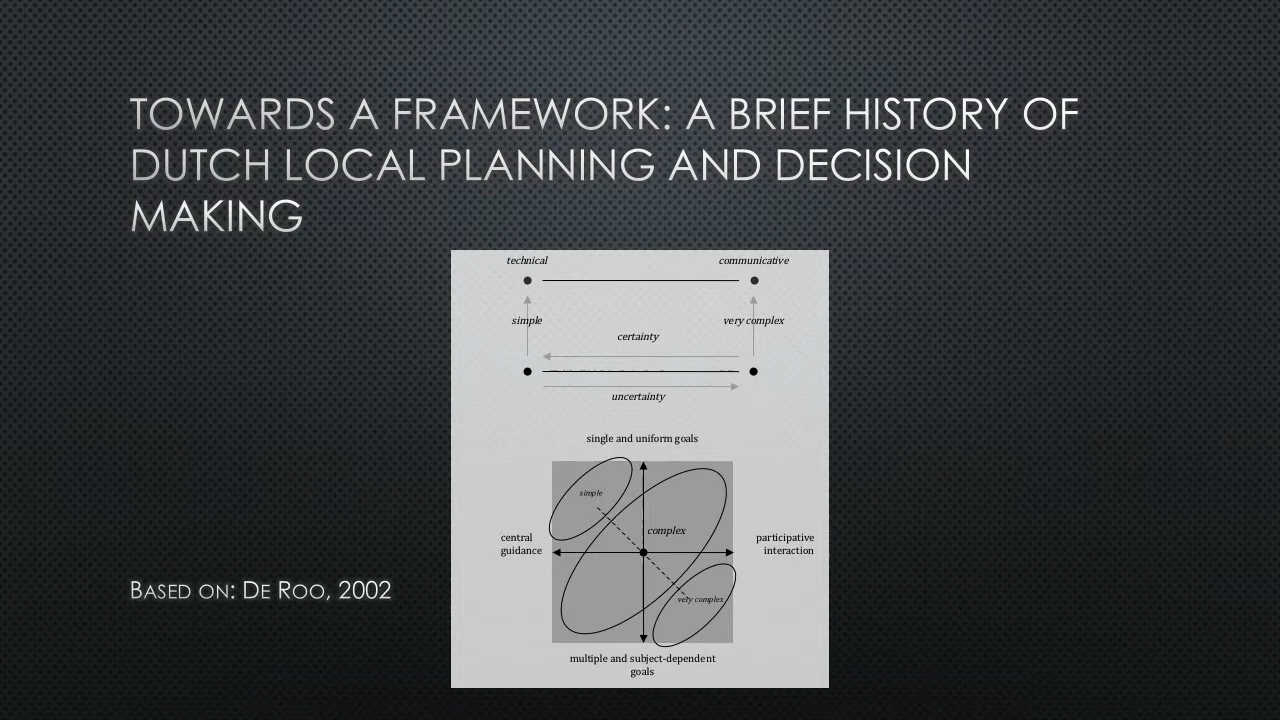 TOWARDS A FRAMEWORK: A BRIEF HISTORY OF
DUTCH LOCAL PLANNING AND DECISION
MAKING
technical
communicative
simple
very complex
certainty
uncertainty
single and uniform goals
simple
complex
central
guidance
participative
interaction
very complex
multiple and subject-dependent
goals
BASED ON: DE ROO, 2002